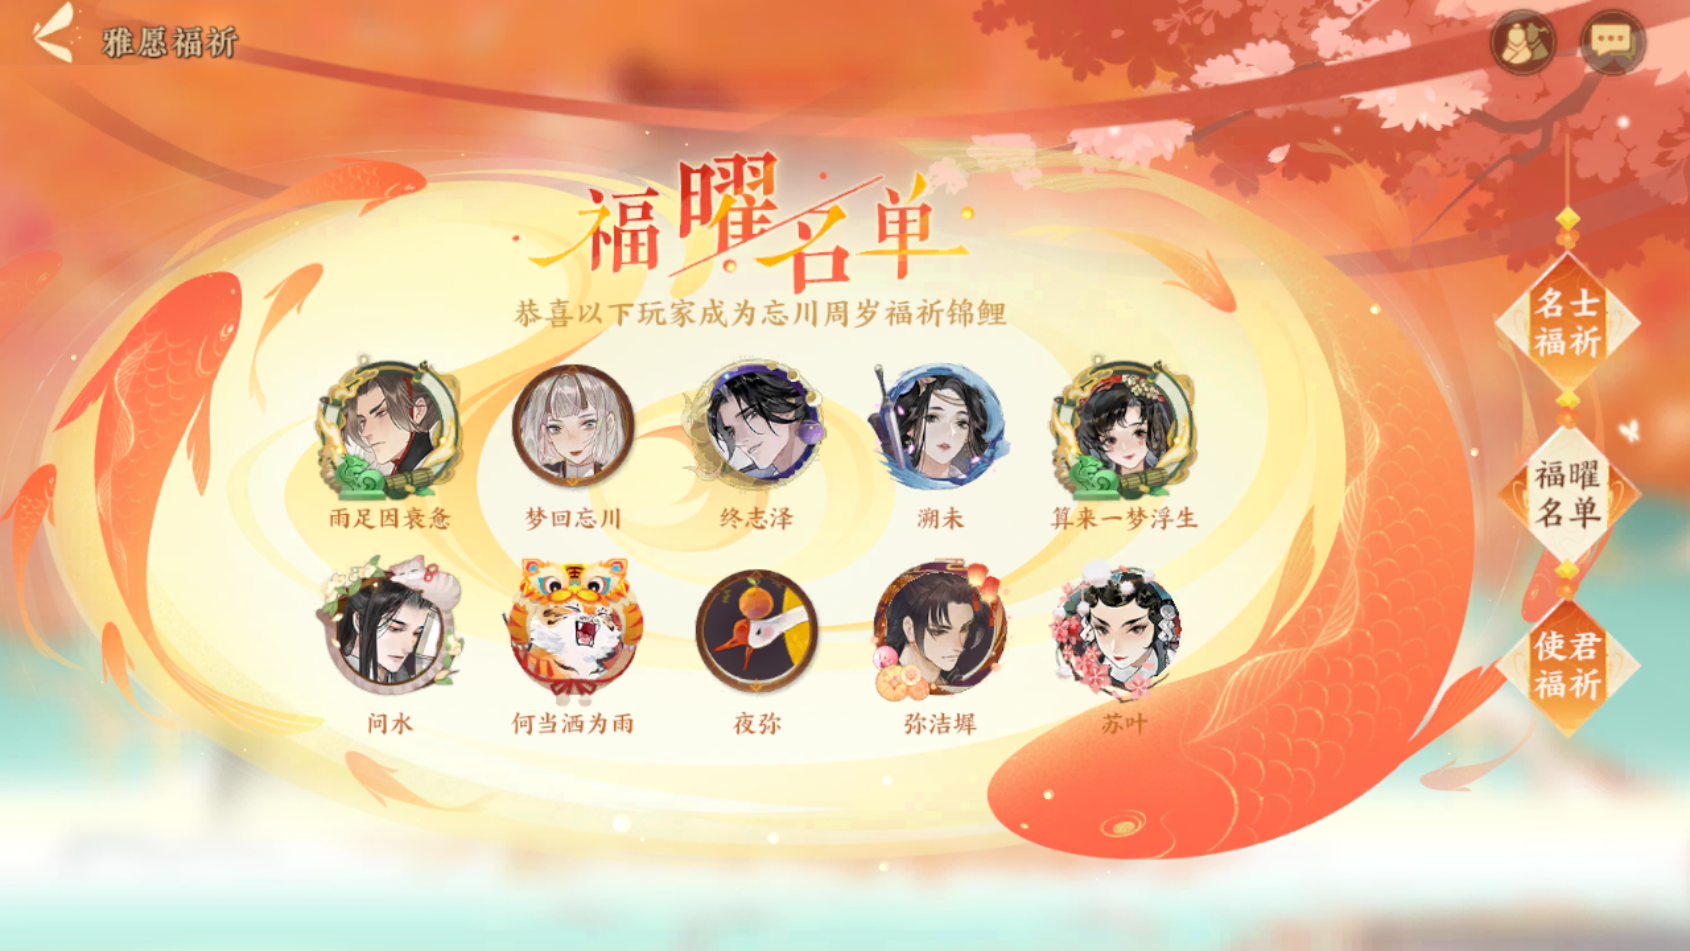 雅愿福祈
福曜名单
恭喜以下玩家成为忘川周岁福祈锦鲤
雨足因衰惫
梦回忘川
终志泽
溯未
算来一梦浮生
问水
何当洒为雨
夜弥
弥洁墀
苏叶
名士
福祈
福曜
名单
使君
福祈